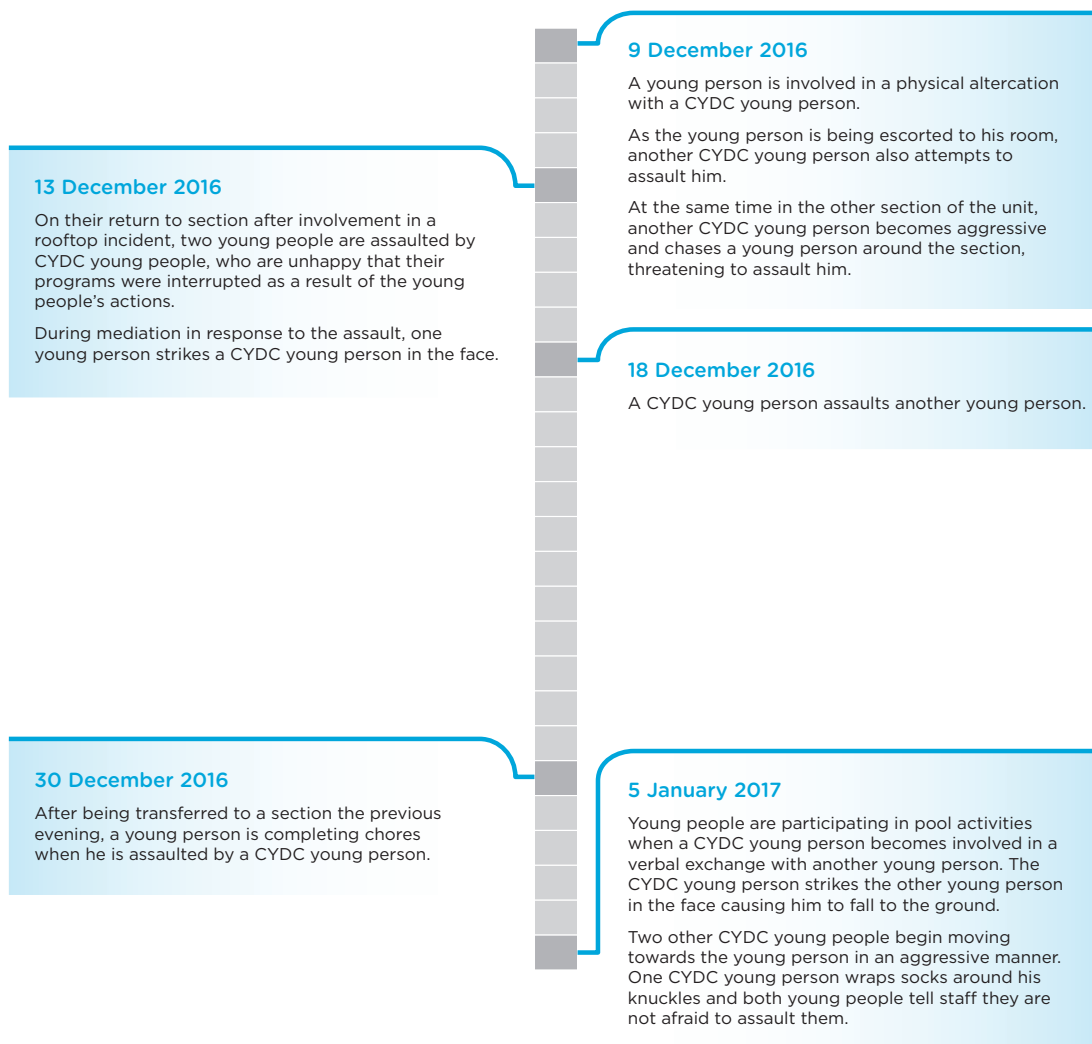 9 December 2016
A young person is involved in a physical altercation
with a CYDC young person.
As the young person is being escorted to his room,
another CYDC young person also attempts to
assault him.
At the same time in the other section of the unit,
another CYDC young person becomes aggressive
and chases a young person around the section,
threatening to assault him.
13 December 2016
On their return to section after involvement in a
rooftop incident, two young people are assaulted by
CYDC young people, who are unhappy that their
programs were interrupted as a result of the young
people’s actions.
During mediation in response to the assault, one
young person strikes a CYDC young person in the face.
18 December 2016
A CYDC young person assaults another young person.
30 December 2016
After being transferred to a section the previous
evening, a young person is completing chores
when he is assaulted by a CYDC young person.
5 January 2017
Young people are participating in pool activities
when a CYDC young person becomes involved in a
verbal exchange with another young person. The
CYDC young person strikes the other young person
in the face causing him to fall to the ground.
Two other CYDC young people begin moving
towards the young person in an aggressive manner.
One CYDC young person wraps socks around his
knuckles and both young people tell staff they are
not afraid to assault them.